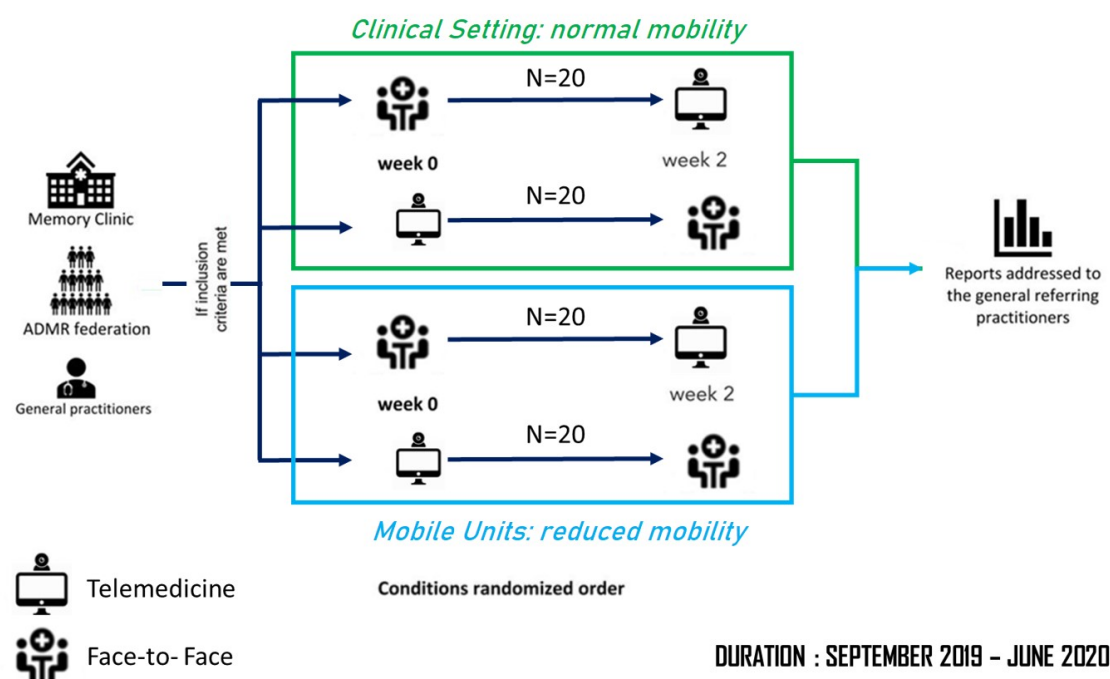 Clinical Setting: normal mobility
N=20
week 0
week 2
N=20
Memory Clinic
ADMR federation
General practitioners
If inclusion
criteria are met
N=20
week 0
week 2
N=20
Reports addressed to
the general referring
practitioners
Mobile Units: reduced mobility
Telemedicine
Face-to- Face
Conditions randomized order
DURATION : SEPTEMBER 2019 – JUNE 2020